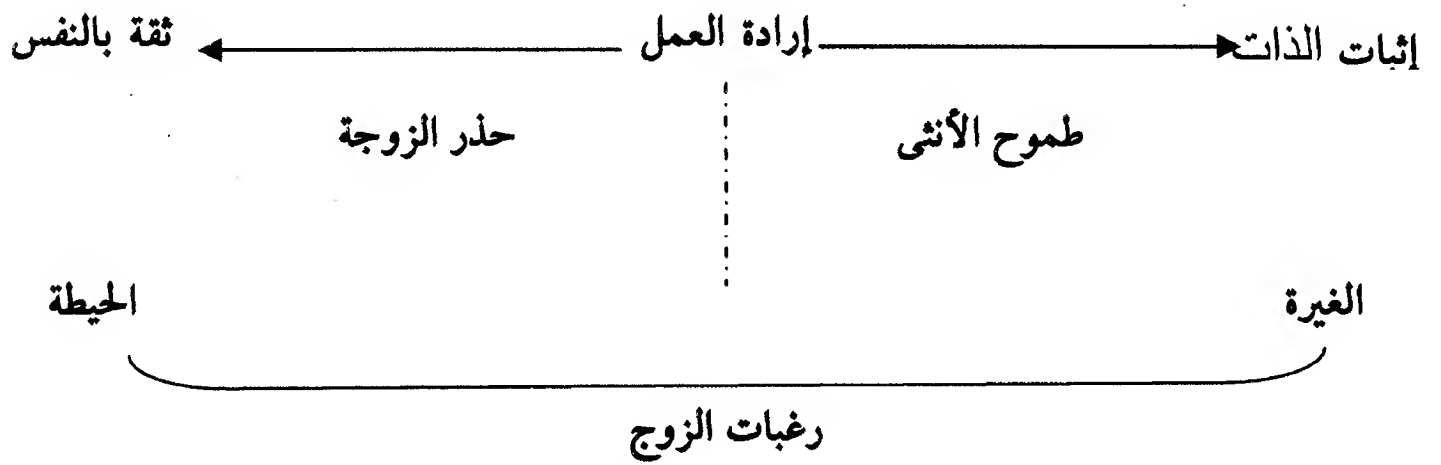 إثبات الذات إرادة العمل ثقة بالنفس
طموح الأنثى حذر الزوجة
الغيرة الحيطة
رغبات الزوج